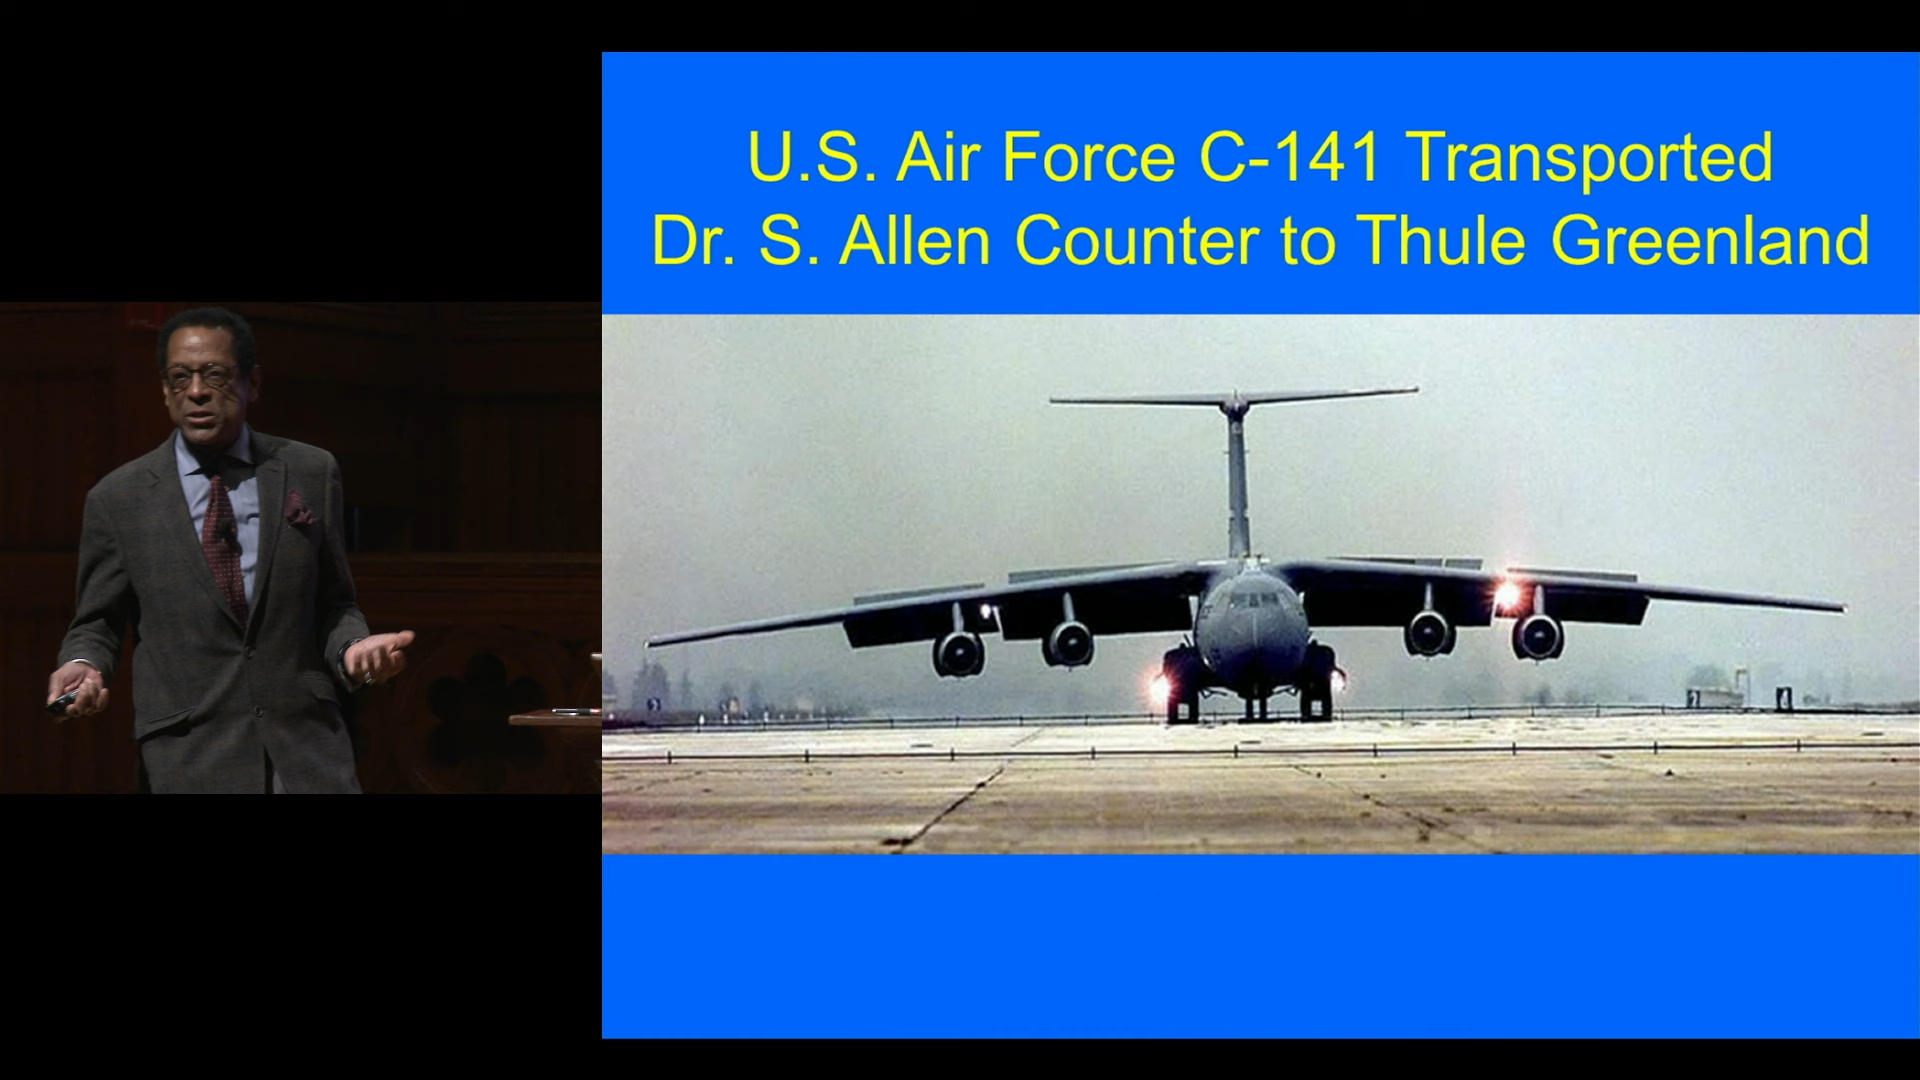 U.S. Air Force C-141 Transported
Dr. S. Allen Counter to Thule Greenland